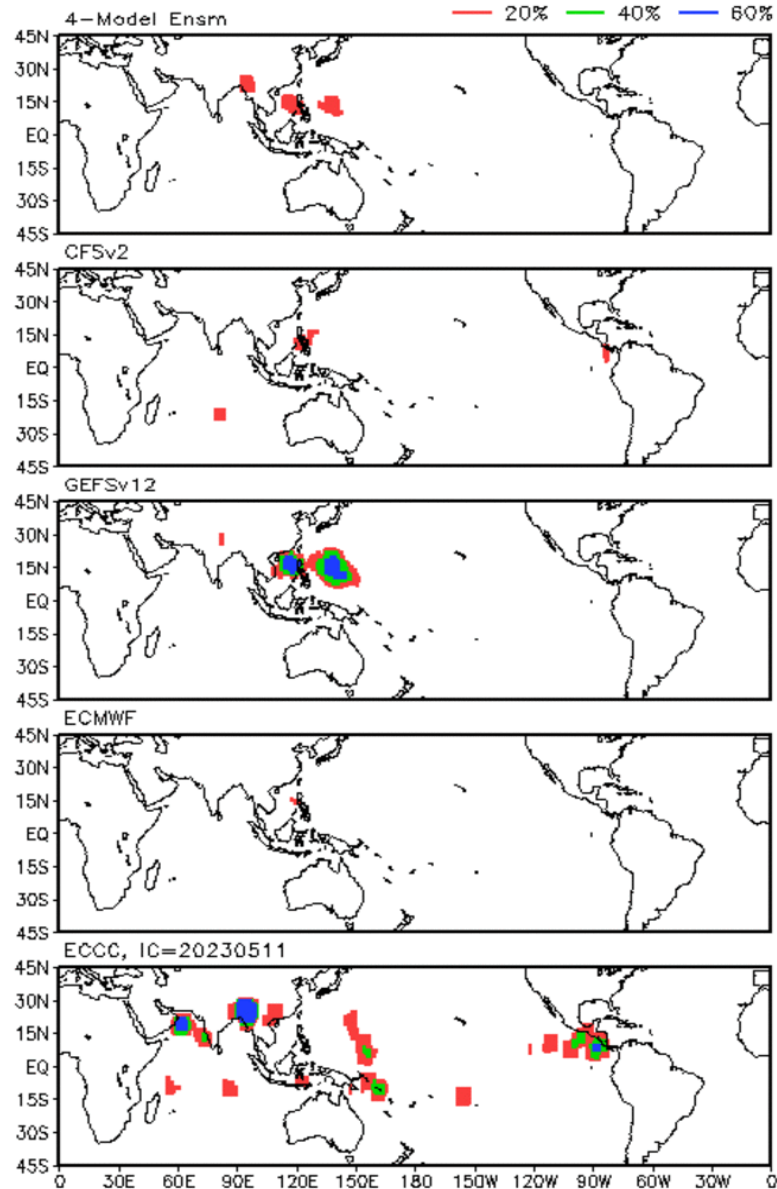 4-Model Ensm 20% 40% 60%
45N
30N
15N
EQ
15S
30S
45S
CFSv2
45N
30N
15N
EQ
15S
30S
45S
GEFSv12
45N
30N
15N
EQ
15S
30S
45S
ECMWF
45N
30N
15N
EQ
15S
30S
45S
ECCC, IC=20230511
45N
30N
15N
EQ
15S
30S
45S
0 30E 60E 90E 120E 150E 180 150W 120W 90W 60W 30W 0